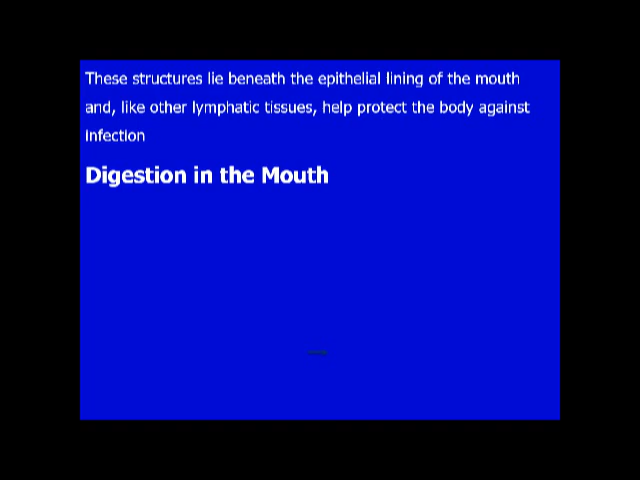 These structures lie beneath the epithelial lining of the mouth
and, like other lymphatic tissues, help protect the body against
infection
Digestion in the Mouth